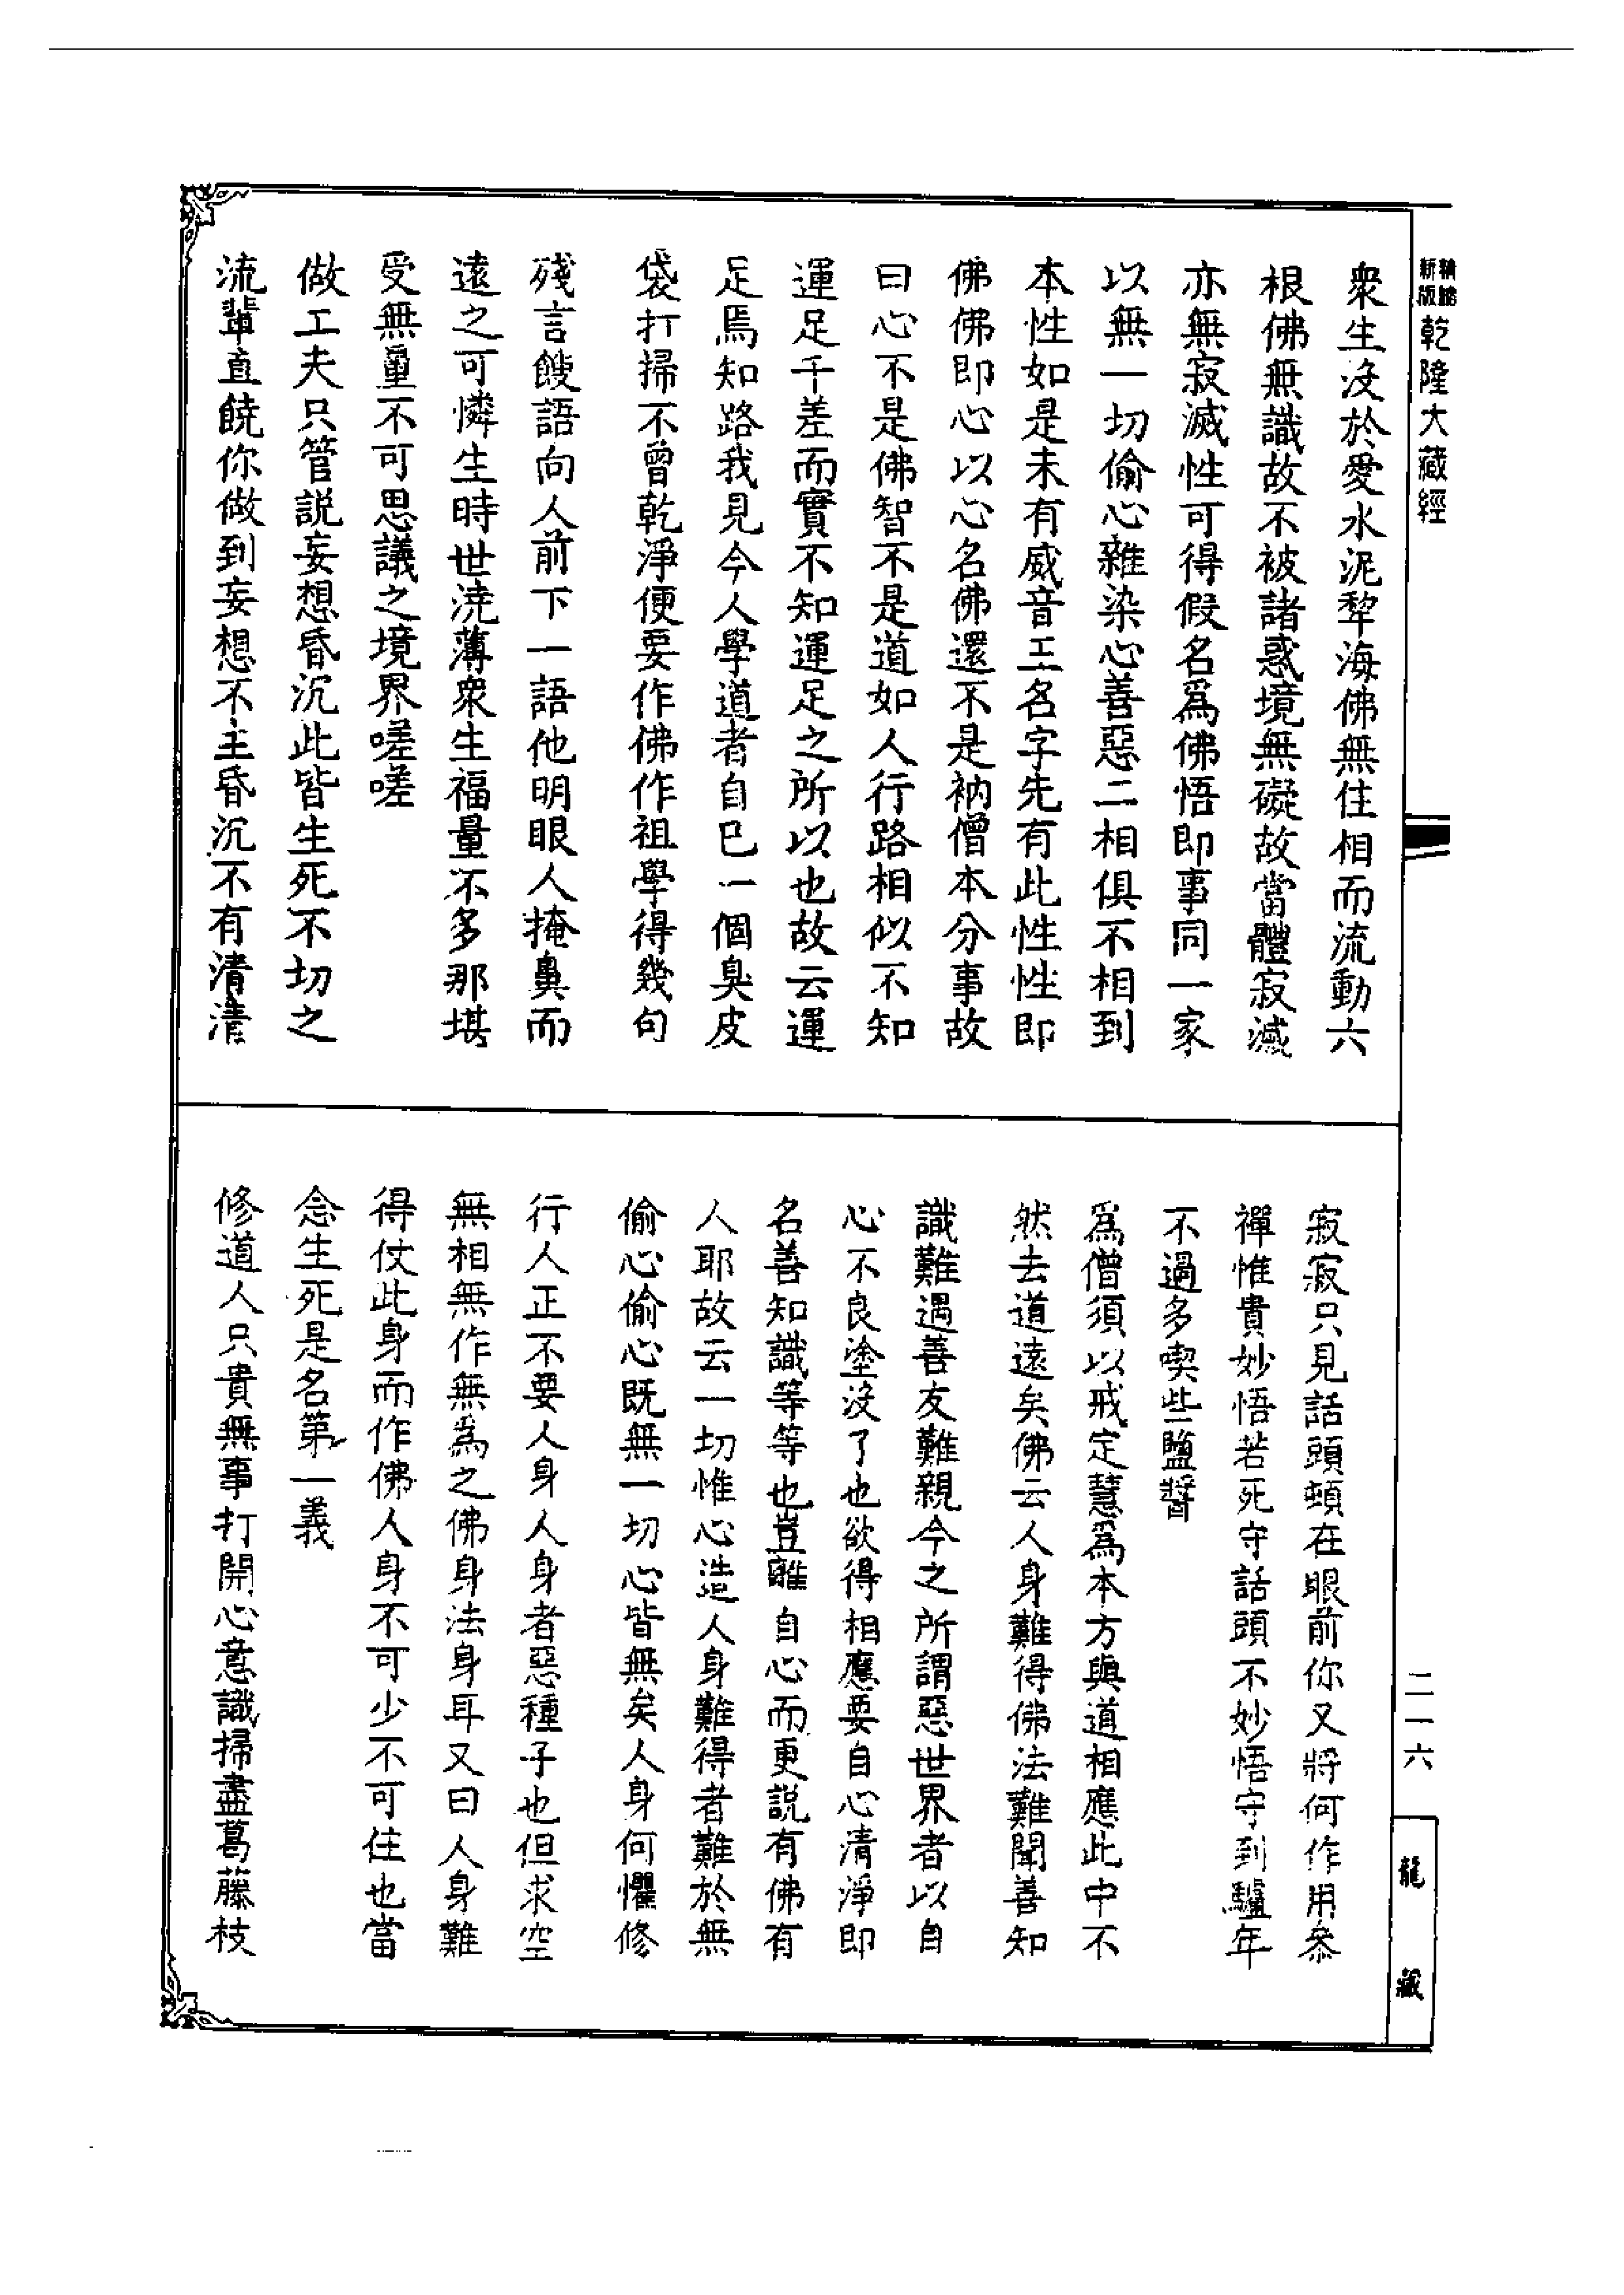 新版
乾隆大藏經
衆生沒於愛水泥犁海佛無住相而流動六
根佛無識故不被諸惑境無礙故當體寂滅
亦無寂滅性可得假名爲佛悟即事同一家
以無一切偷心雜染心善惡二相俱不相到
本性如是未有威音王名字先有此性性即
佛佛即心以心名佛還不是衲僧本分事故
曰心不是佛智不是道如人行路相似不知
運足千差而實不知運足之所以也故云運
足焉知路我見今人學道者自己一個臭皮
袋打掃不曾乾淨便要作佛作祖學得幾句
殘言餿語向人前下一語他明眼人掩鼻而
遠之可憐生時世澆薄衆生福量不多那堪
受無量不可思議之境界嗟嗟
做工夫只管説妄想昏沉此皆生死不切之
流輩直饒你做到妄想不主昏沉不有清清
寂寂只見話頭頓在眼前你又將何作用參
禪惟貴妙悟若死守話頭不妙悟守到驢年
不過多喫些鹽醬
爲僧須以戒定慧爲本方與道相應此中不
然去道遠矣佛云人身難得佛法難聞善知
識難遇善友難親今之所謂惡世界者以自
心不良塗沒了也欲得相應要自心清淨即
名善知識等等也豈離自心而更説有佛有
人耶故云一切惟心造人身難得者難於無
偷心偷心既無一切心皆無矣人身何懼修
行人正不要人身人身者惡種子也但求空
無相無作無爲之佛身法身耳又曰人身難
得仗此身而作佛人身不可少不可住也當
念生死是名第一義
修道人只貴無事打開心意識掃盡葛藤枝
二一六
龍藏